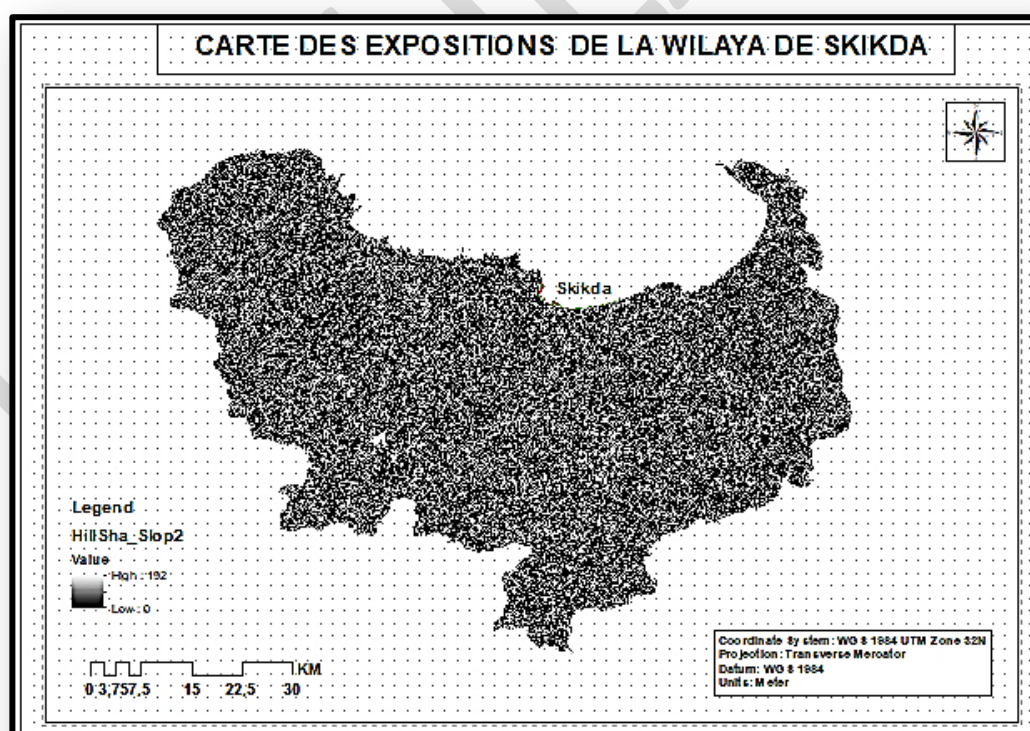 CARTE DES EXPOSITIONS DE LA WILAYA DE SKIKDA
Skikda
Legend
HillSha_Slop2
Value
High : 192
Low : 0
KM
0 3,757,5 15 22,5 30
Coordinate System: WGS 1984 UTM Zone 32N
Projection: Transverse Mercator
Datum: WGS 1984
Units: Meter